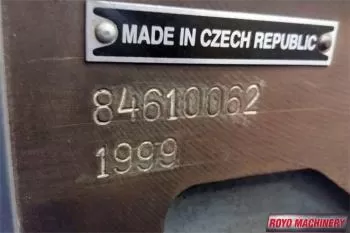 MADE IN CZECH REPUBLIC
84610062
1999
ROYO MACHINERY